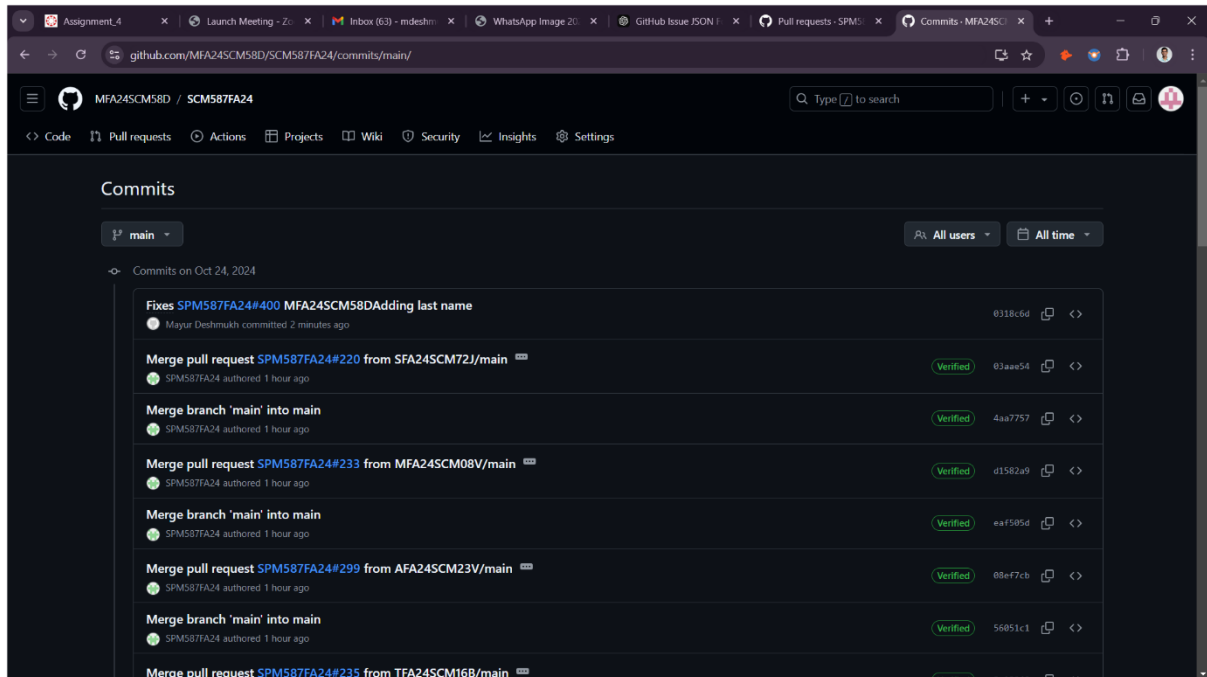 Assignment_4
Launch Meeting - Zo
Inbox (63) - mdeshm
WhatsApp Image 20
GitHub Issue JSON F
Pull requests · SPM5
Commits · MFA24SC
github.com/MFA24SCM58D/SCM587FA24/commits/main/
MFA24SCM58D / SCM587FA24
Type / to search
Code Pull requests Actions Projects Wiki Security Insights Settings
Commits
main
All users
All time
Commits on Oct 24, 2024
Fixes SPM587FA24#400 MFA24SCM58DAdding last name
0318c6d
Mayur Deshmukh committed 2 minutes ago
Merge pull request SPM587FA24#220 from SFA24SCM72J/main
Verified 03aae54
SPM587FA24 authored 1 hour ago
Merge branch 'main' into main
Verified 4aa7757
SPM587FA24 authored 1 hour ago
Merge pull request SPM587FA24#233 from MFA24SCM08V/main
Verified d1582a9
SPM587FA24 authored 1 hour ago
Merge branch 'main' into main
Verified eaf505d
SPM587FA24 authored 1 hour ago
Merge pull request SPM587FA24#299 from AFA24SCM23V/main
Verified 08ef7cb
SPM587FA24 authored 1 hour ago
Merge branch 'main' into main
Verified 56051c1
SPM587FA24 authored 1 hour ago
Merge pull request SPM587FA24#235 from TFA24SCM16B/main